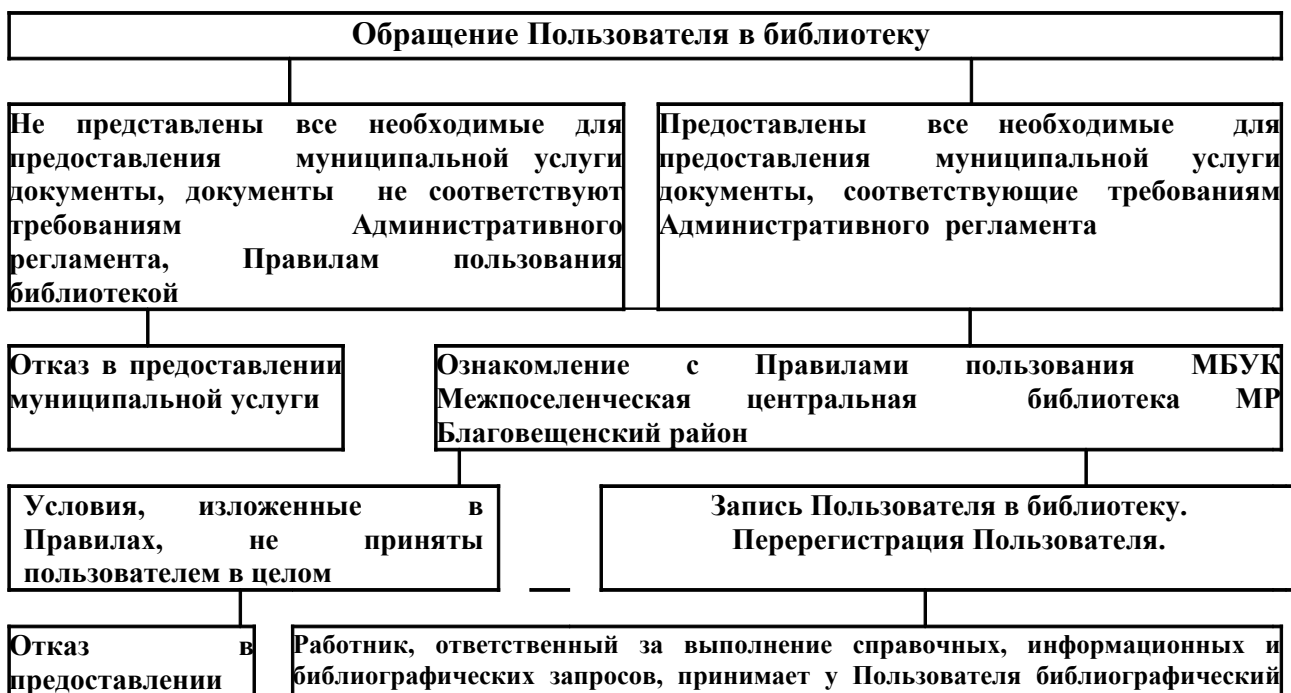 Обращение Пользователя в библиотеку
Не представлены все необходимые для
предоставления муниципальной услуги
документы, документы не соответствуют
требованиям Административного
регламента, Правилам пользования
библиотекой
Предоставлены все необходимые для
предоставления муниципальной услуги
документы, соответствующие требованиям
Административного регламента
Отказ в предоставлении
муниципальной услуги
Ознакомление с Правилами пользования МБУК
Межпоселенческая центральная библиотека МР
Благовещенский район
Условия, изложенные в
Правилах, не приняты
пользователем в целом
Запись Пользователя в библиотеку.
Перерегистрация Пользователя.
Отказ в
предоставлении
Работник, ответственный за выполнение справочных, информационных и
библиографических запросов, принимает у Пользователя библиографический